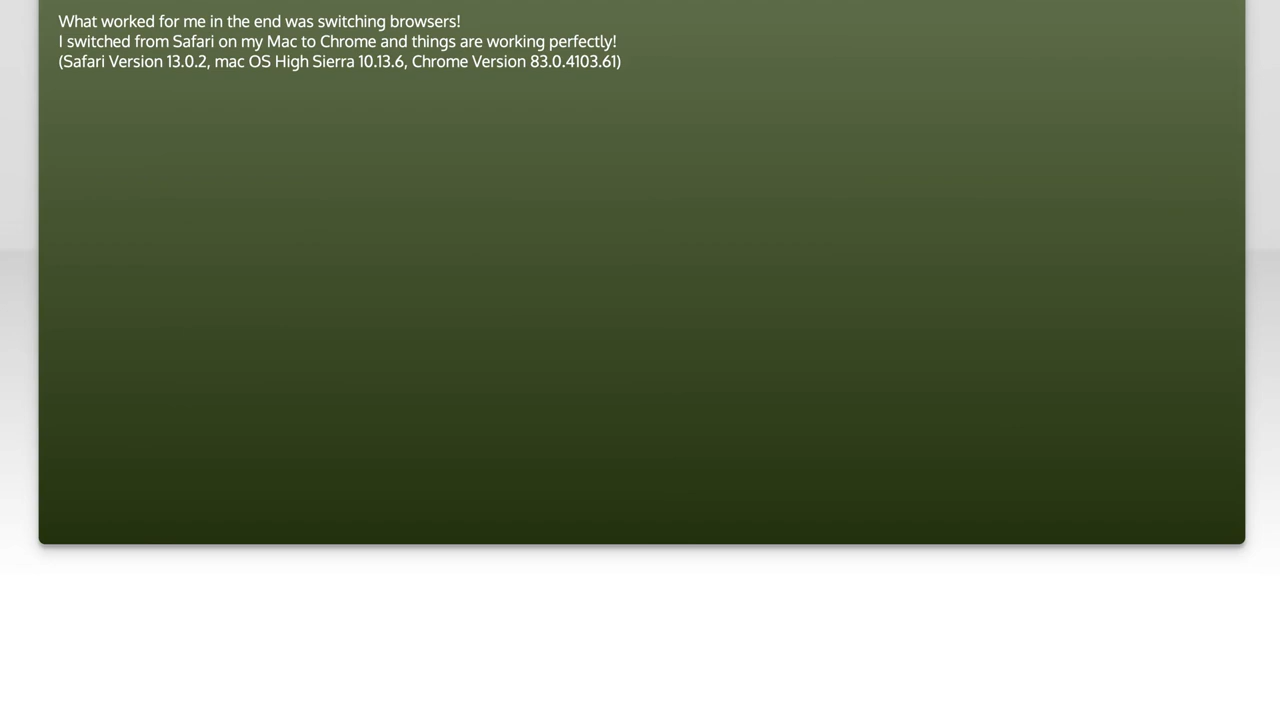 What worked for me in the end was switching browsers!
I switched from Safari on my Mac to Chrome and things are working perfectly!
(Safari Version 13.0.2, mac OS High Sierra 10.13.6, Chrome Version 83.0.4103.61)